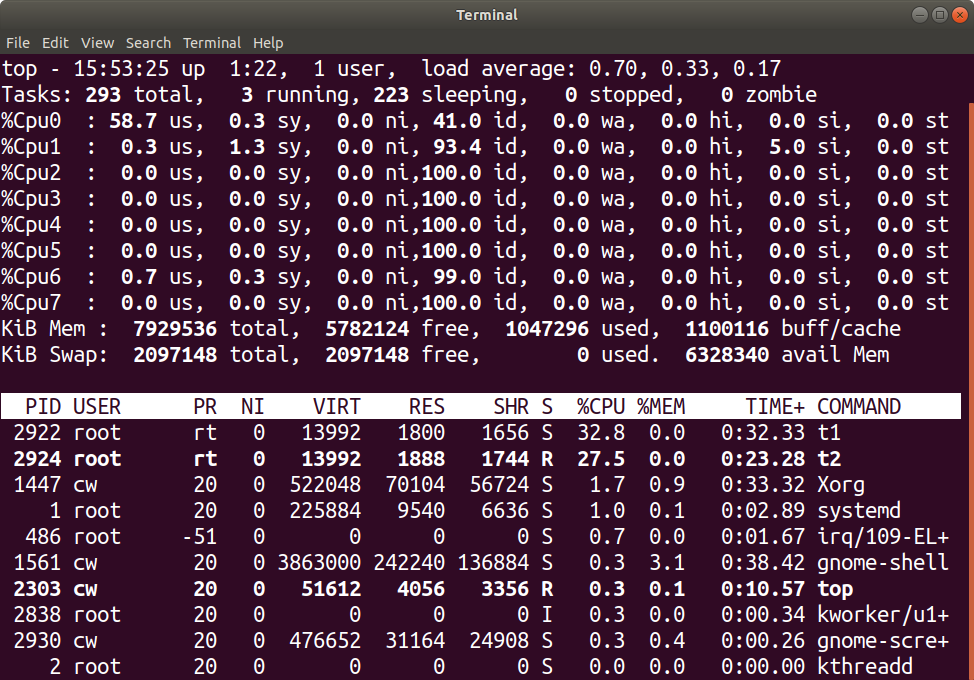 Terminal
File Edit View Search Terminal Help
top - 15:53:25 up  1:22,  1 user,  load average: 0.70, 0.33, 0.17
Tasks: 293 total,   3 running, 223 sleeping,   0 stopped,   0 zombie
%Cpu0  : 58.7 us,  0.3 sy,  0.0 ni, 41.0 id,  0.0 wa,  0.0 hi,  0.0 si,  0.0 st
%Cpu1  :  0.3 us,  1.3 sy,  0.0 ni, 93.4 id,  0.0 wa,  0.0 hi,  5.0 si,  0.0 st
%Cpu2  :  0.0 us,  0.0 sy,  0.0 ni,100.0 id,  0.0 wa,  0.0 hi,  0.0 si,  0.0 st
%Cpu3  :  0.0 us,  0.0 sy,  0.0 ni,100.0 id,  0.0 wa,  0.0 hi,  0.0 si,  0.0 st
%Cpu4  :  0.0 us,  0.0 sy,  0.0 ni,100.0 id,  0.0 wa,  0.0 hi,  0.0 si,  0.0 st
%Cpu5  :  0.0 us,  0.0 sy,  0.0 ni,100.0 id,  0.0 wa,  0.0 hi,  0.0 si,  0.0 st
%Cpu6  :  0.7 us,  0.3 sy,  0.0 ni, 99.0 id,  0.0 wa,  0.0 hi,  0.0 si,  0.0 st
%Cpu7  :  0.0 us,  0.0 sy,  0.0 ni,100.0 id,  0.0 wa,  0.0 hi,  0.0 si,  0.0 st
KiB Mem :  7929536 total,  5782124 free,  1047296 used,  1100116 buff/cache
KiB Swap:  2097148 total,  2097148 free,        0 used.  6328340 avail Mem
  PID USER      PR  NI    VIRT    RES    SHR S  %CPU %MEM     TIME+ COMMAND
 2922 root      rt   0   13992   1800   1656 S  32.8  0.0   0:32.33 t1
 2924 root      rt   0   13992   1888   1744 R  27.5  0.0   0:23.28 t2
 1447 cw        20   0  522048  70104  56724 S   1.7  0.9   0:33.32 Xorg
    1 root      20   0  225884   9540   6636 S   1.0  0.1   0:02.89 systemd
  486 root     -51   0       0      0      0 S   0.7  0.0   0:01.67 irq/109-EL+
 1561 cw        20   0 3863000 242240 136884 S   0.3  3.1   0:38.42 gnome-shell
 2303 cw        20   0   51612   4056   3356 R   0.3  0.1   0:10.57 top
 2838 root      20   0       0      0      0 I   0.3  0.0   0:00.34 kworker/u1+
 2930 cw        20   0  476652  31164  24908 S   0.3  0.4   0:00.26 gnome-scre+
    2 root      20   0       0      0      0 S   0.0  0.0   0:00.00 kthreadd